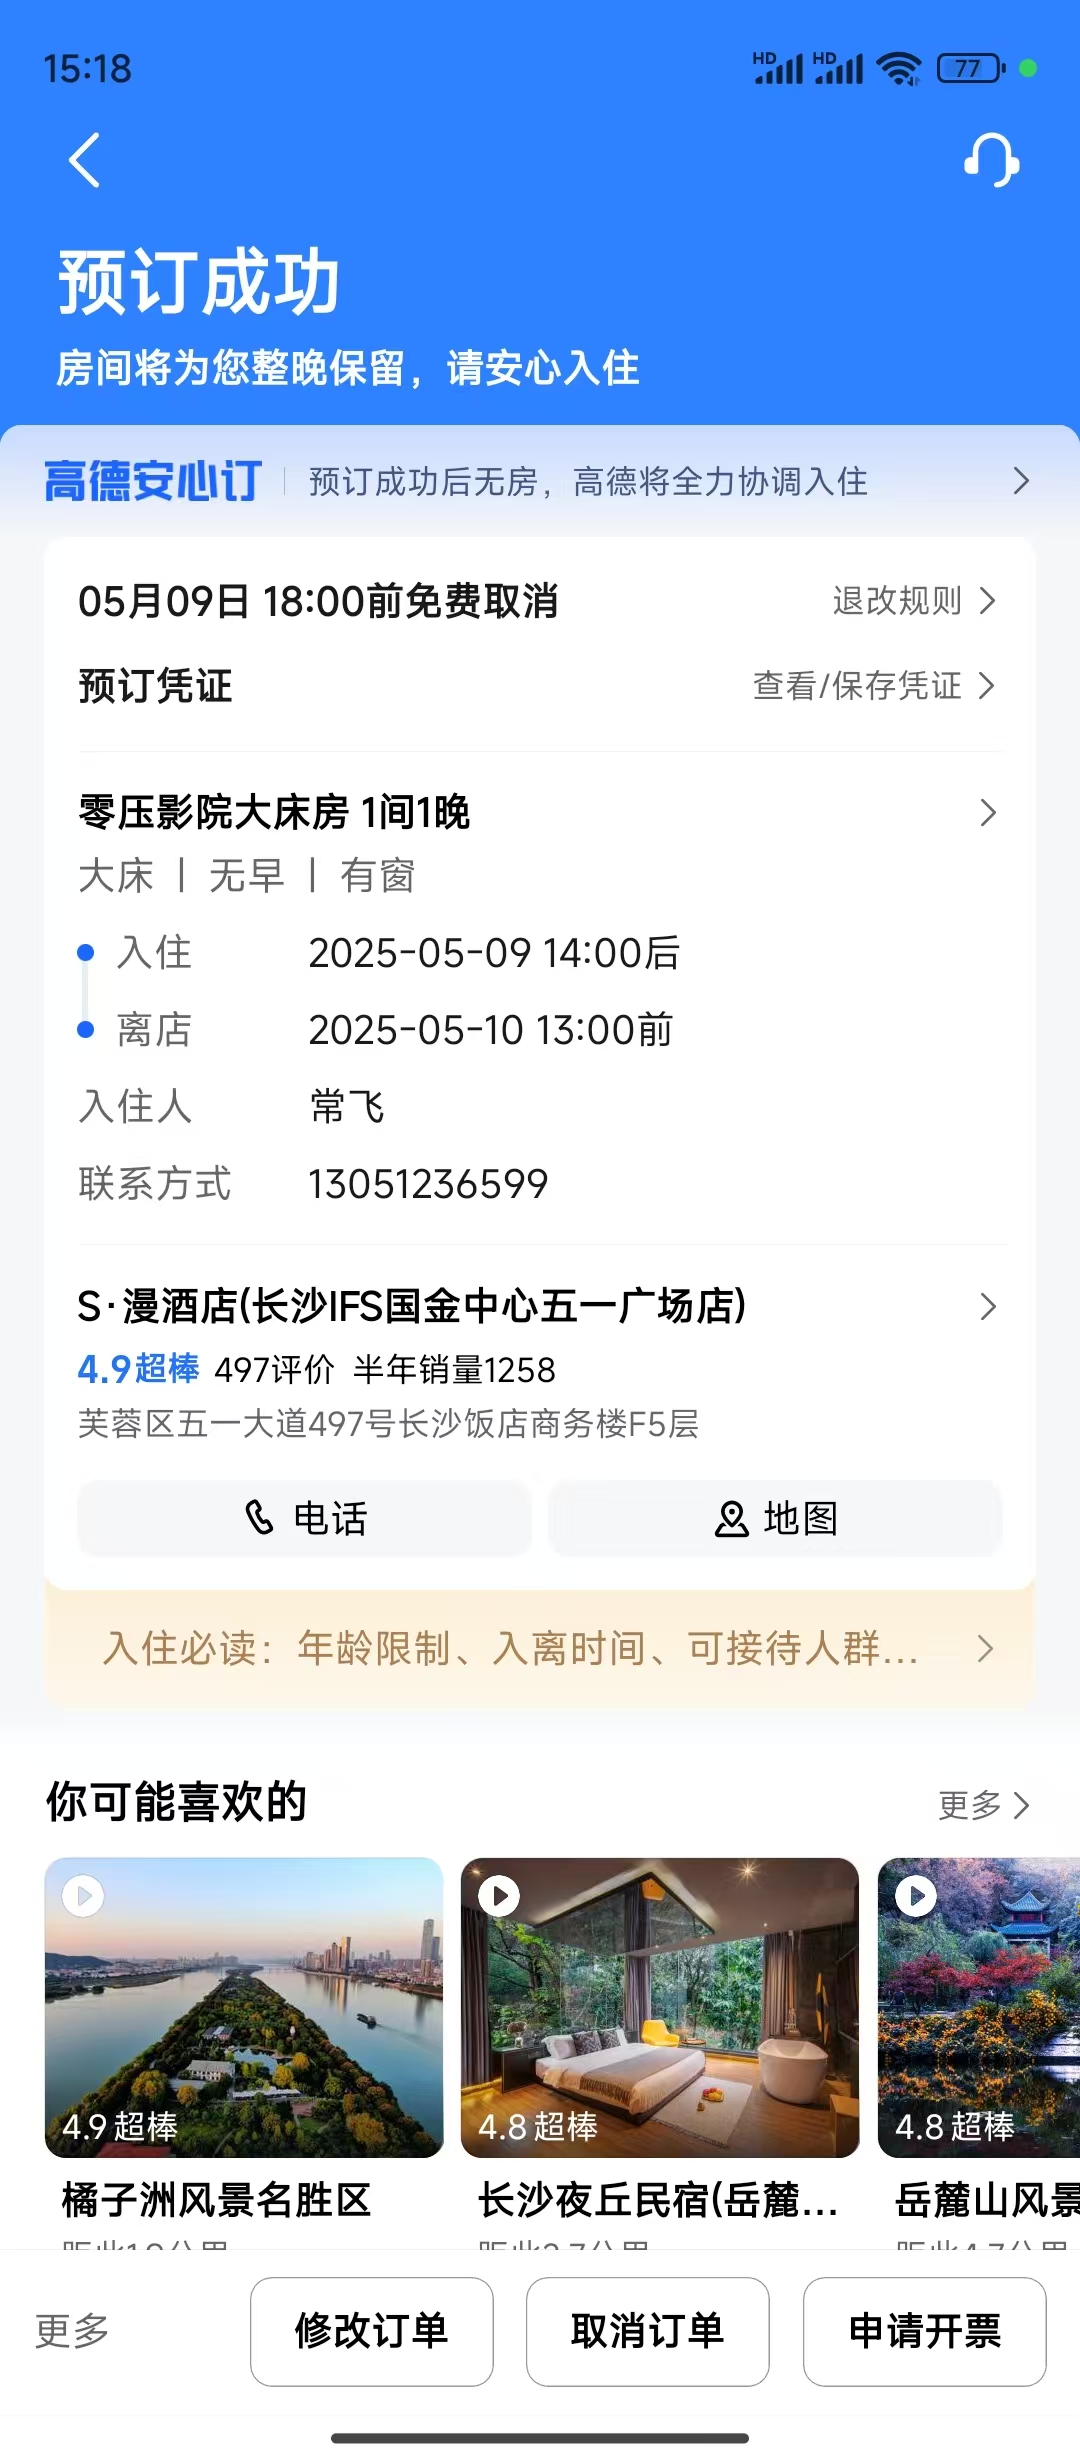 15:18
HD HD 77
预订成功
房间将为您整晚保留，请安心入住
高德安心订 预订成功后无房，高德将全力协调入住
05月09日 18:00前免费取消 退改规则
预订凭证 查看/保存凭证
零压影院大床房 1间1晚
大床 | 无早 | 有窗
入住 2025-05-09 14:00后
离店 2025-05-10 13:00前
入住人 常飞
联系方式 13051236599
S·漫酒店(长沙IFS国金中心五一广场店)
4.9超棒 497评价 半年销量1258
芙蓉区五一大道497号长沙饭店商务楼F5层
电话 地图
入住必读：年龄限制、入离时间、可接待人群...
你可能喜欢的 更多
4.9 超棒 4.8 超棒 4.8 超棒
橘子洲风景名胜区 长沙夜丘民宿(岳麓... 岳麓山风景
更多 修改订单 取消订单 申请开票